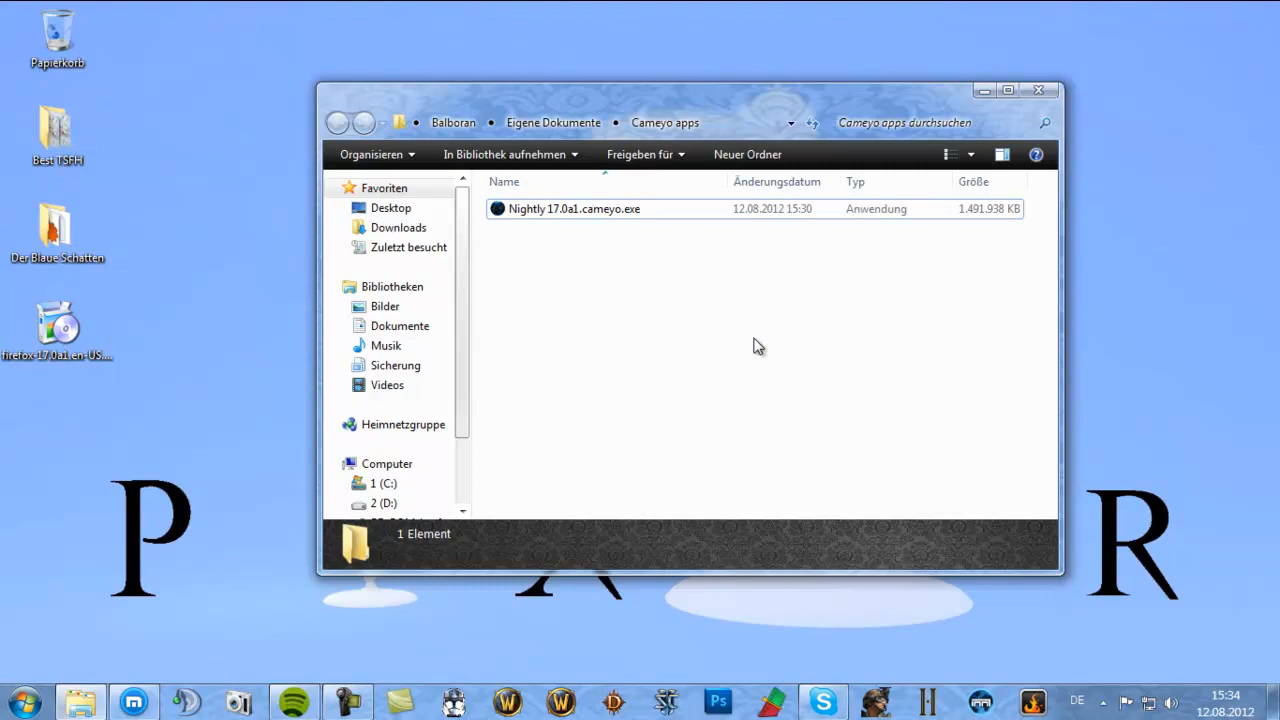 Papierkorb
Best TSFH
Der Blaue Schatten
firefox-17.0a1.en-US....
Balboran
Eigene Dokumente
Cameyo apps
Cameyo apps durchsuchen
Organisieren
In Bibliothek aufnehmen
Freigeben für
Neuer Ordner
Favoriten
Desktop
Downloads
Zuletzt besucht
Bibliotheken
Bilder
Dokumente
Musik
Sicherung
Videos
Heimnetzgruppe
Computer
1 (C:)
2 (D:)
Name
Änderungsdatum
Typ
Größe
Nightly 17.0a1.cameyo.exe
12.08.2012 15:30
Anwendung
1.491.938 KB
1 Element
P
R
Ps
DE
15:34
12.08.2012